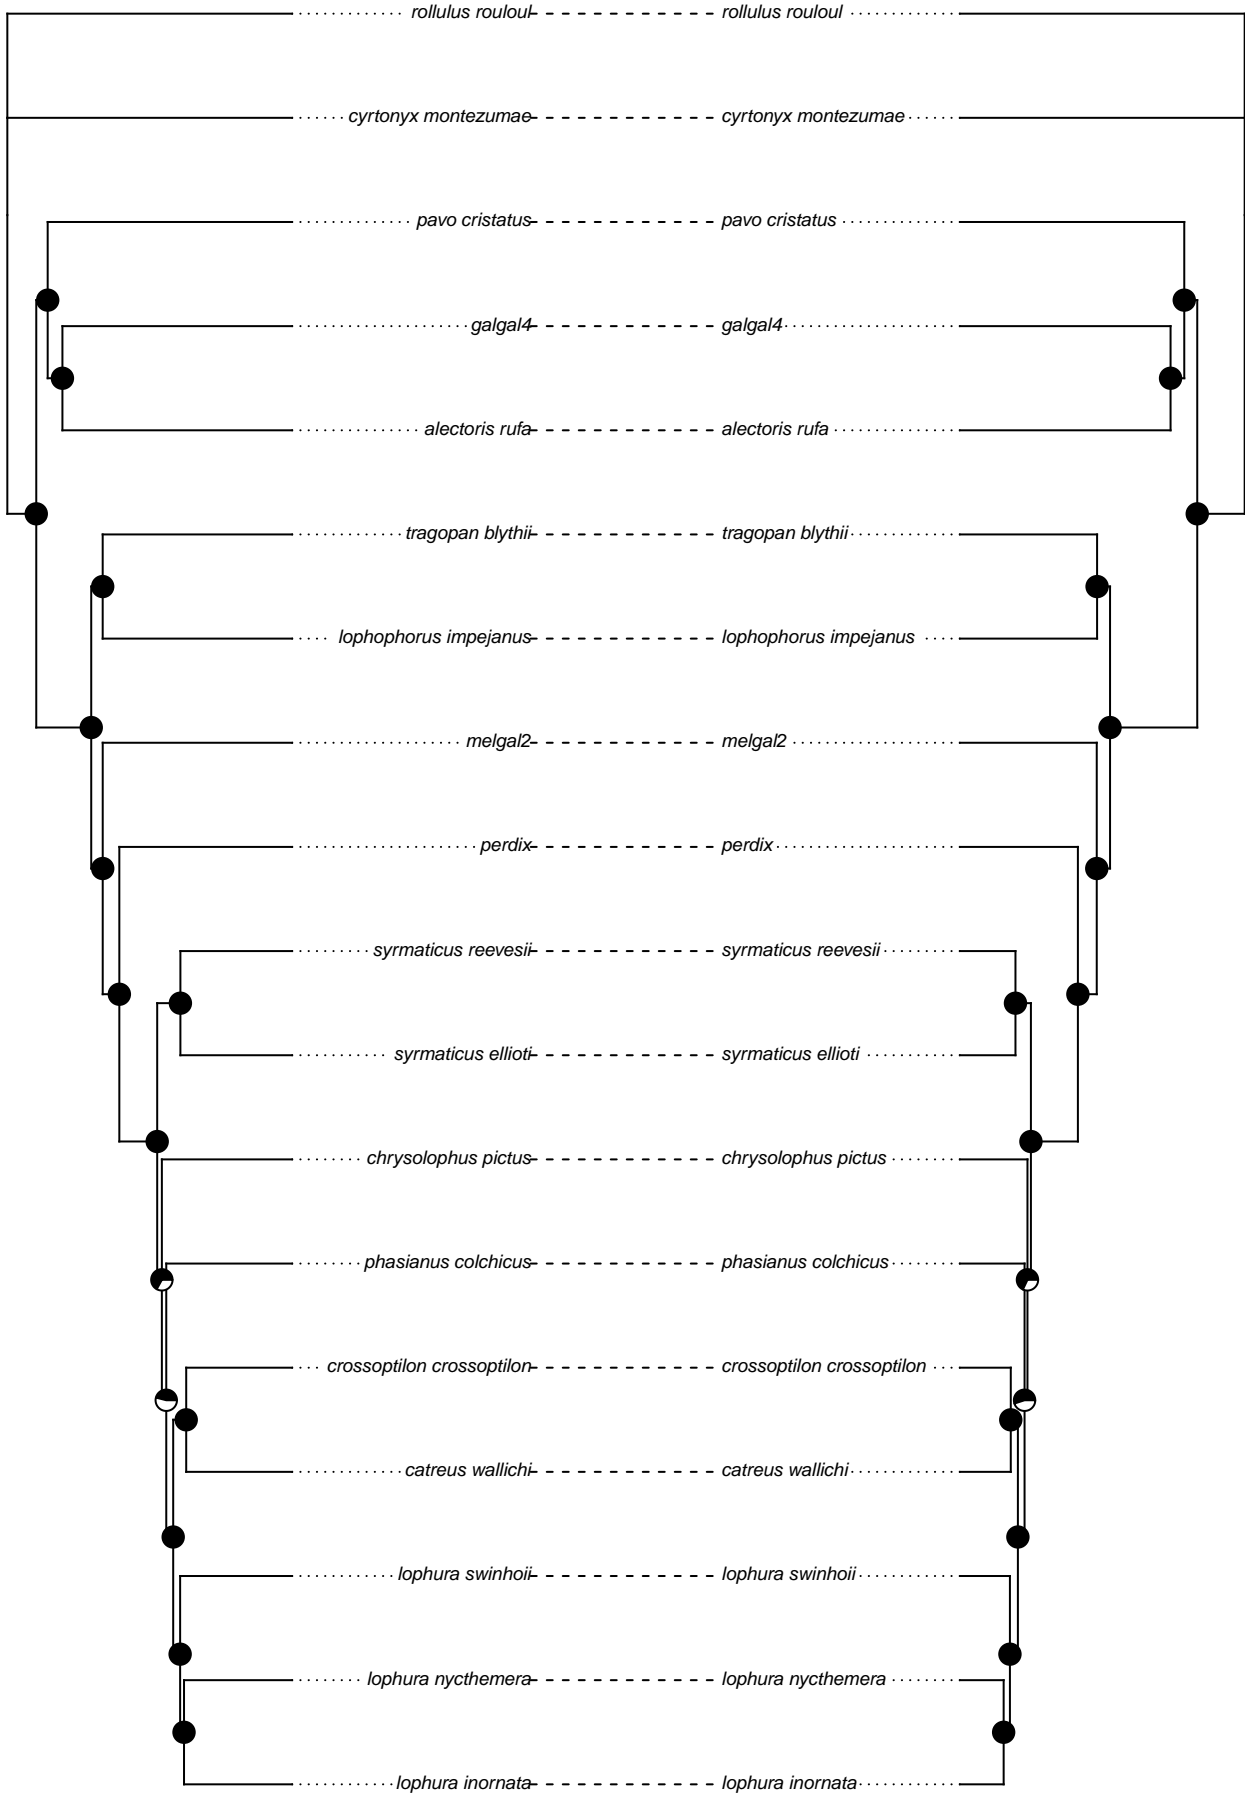 rollulus rouloul rollulus rouloul
cyrtonyx montezumae cyrtonyx montezumae
pavo cristatus pavo cristatus
galgal4 galgal4
alectoris rufa alectoris rufa
tragopan blythii tragopan blythii
lophophorus impejanus lophophorus impejanus
melgal2 melgal2
perdix perdix
syrmaticus reevesii syrmaticus reevesii
syrmaticus ellioti syrmaticus ellioti
chrysolophus pictus chrysolophus pictus
phasianus colchicus phasianus colchicus
crossoptilon crossoptilon crossoptilon crossoptilon
catreus wallichi catreus wallichi
lophura swinhoii lophura swinhoii
lophura nycthemera lophura nycthemera
lophura inornata lophura inornata